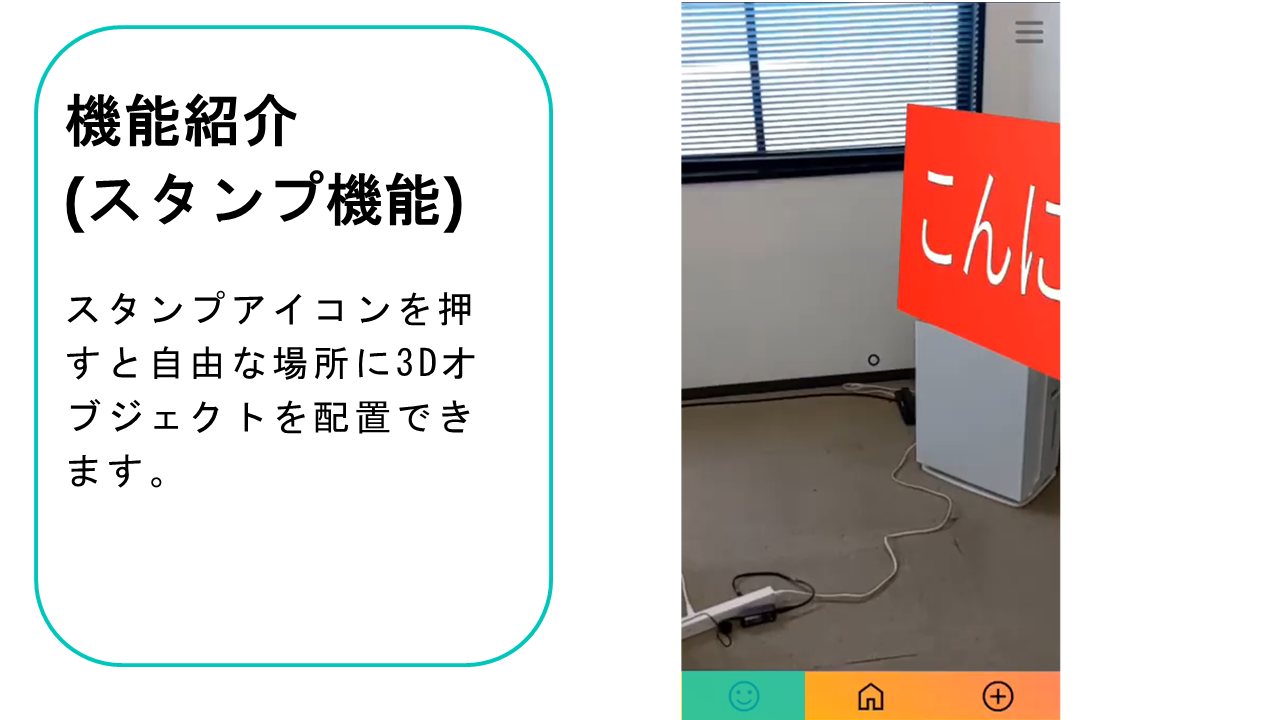 機能紹介
(スタンプ機能)
スタンプアイコンを押
すと自由な場所に3Dオ
ブジェクトを配置でき
ます。
こんに